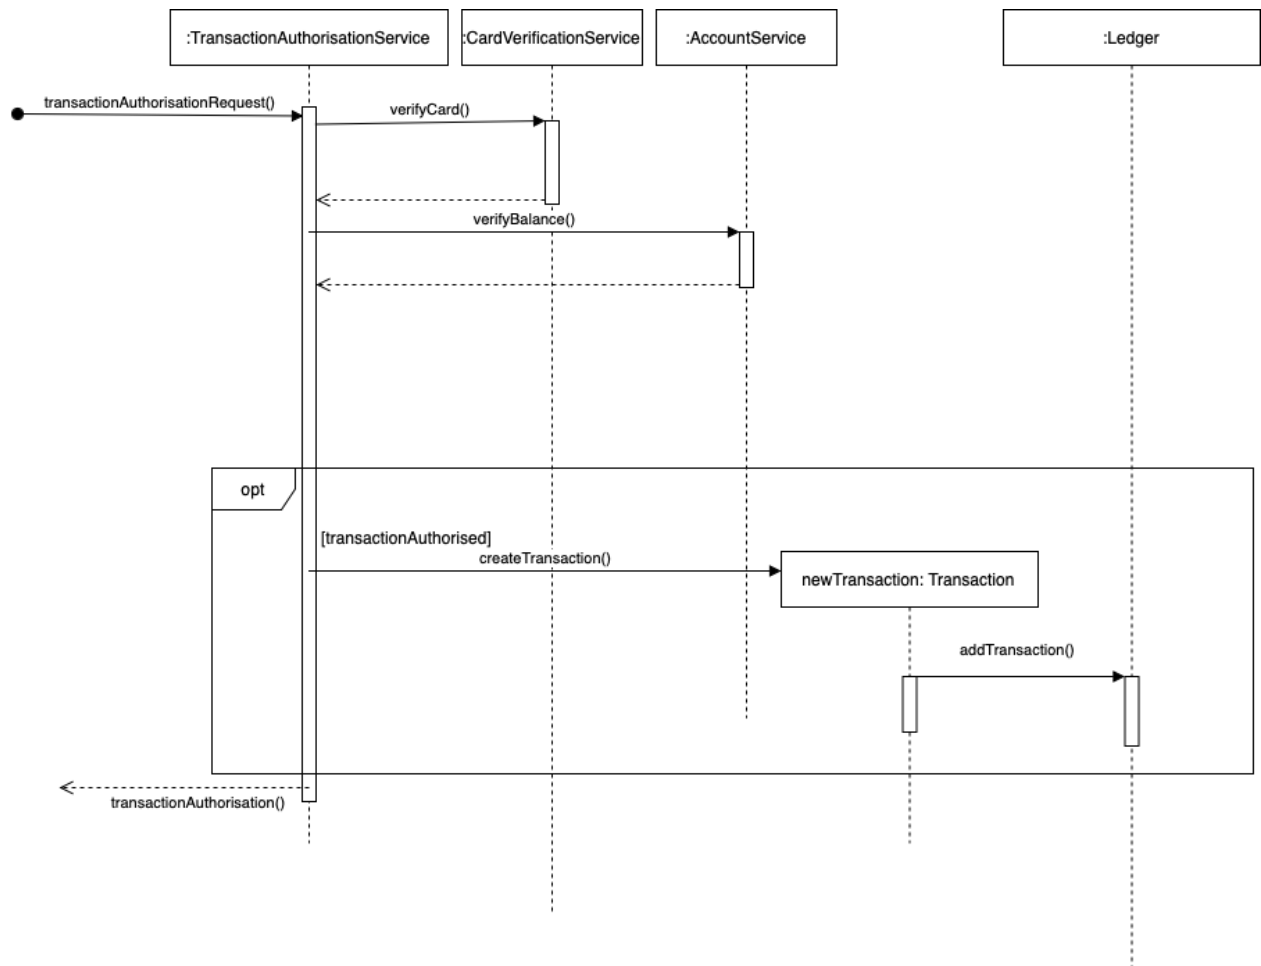 :TransactionAuthorisationService
:CardVerificationService
:AccountService
:Ledger
transactionAuthorisationRequest()
verifyCard()
verifyBalance()
opt
[transactionAuthorised]
createTransaction()
newTransaction: Transaction
addTransaction()
transactionAuthorisation()